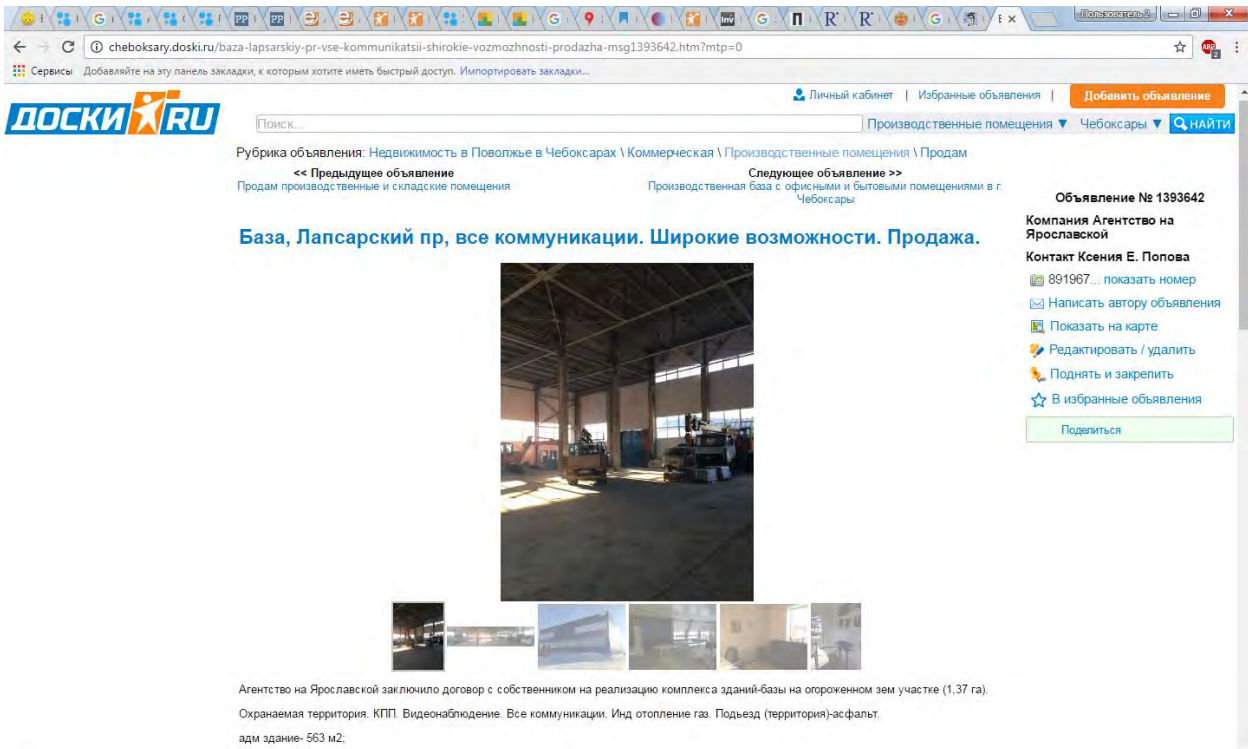 Пользователь 2
cheboksary.doski.ru/baza-lapsarskiy-pr-vse-kommunikatsii-shirokie-vozmozhnosti-prodazha-msg1393642.htm?mtp=0
Сервисы Добавляйте на эту панель закладки, к которым хотите иметь быстрый доступ. Импортировать закладки...
ДОСКИ RU
Личный кабинет | Избранные объявления | Добавить объявление
Поиск... Производственные помещения ▼ Чебоксары ▼ НАЙТИ
Рубрика объявления: Недвижимость в Поволжье в Чебоксарах \ Коммерческая \ Производственные помещения \ Продам
<< Предыдущее объявление
Продам производственные и складские помещения
Следующее объявление >>
Производственная база с офисными и бытовыми помещениями в г.
Чебоксары
Объявление № 1393642
Компания Агентство на
Ярославской
Контакт Ксения Е. Попова
891967... показать номер
Написать автору объявления
Показать на карте
Редактировать / удалить
Поднять и закрепить
В избранные объявления
Поделиться
База, Лапсарский пр, все коммуникации. Широкие возможности. Продажа.
Агентство на Ярославской заключило договор с собственником на реализацию комплекса зданий-базы на огороженном зем участке (1,37 га).
Охранаемая территория. КПП. Видеонаблюдение. Все коммуникации. Инд отопление газ. Подьезд (территория)-асфальт.
адм здание- 563 м2;